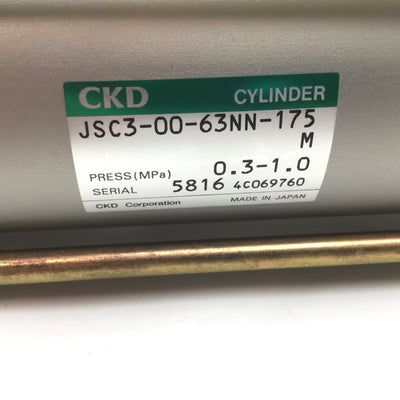 CKD CYLINDER
JSC3-00-63NN-175
M
PRESS(MPa) 0.3-1.0
SERIAL 5816 4C069760
CKD Corporation MADE IN JAPAN